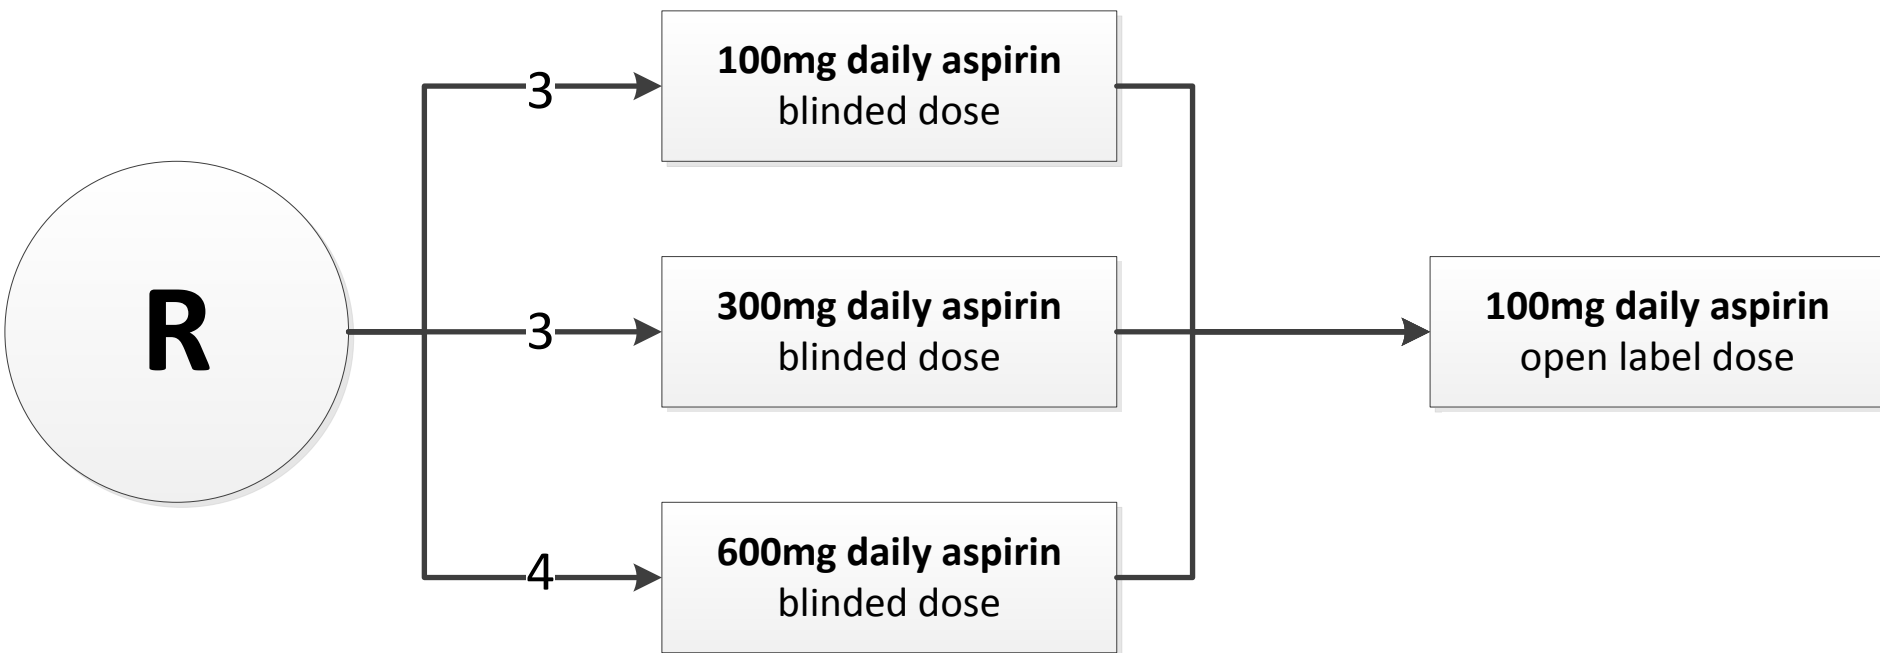 R
3
100mg daily aspirin
blinded dose
3
300mg daily aspirin
blinded dose
4
600mg daily aspirin
blinded dose
100mg daily aspirin
open label dose